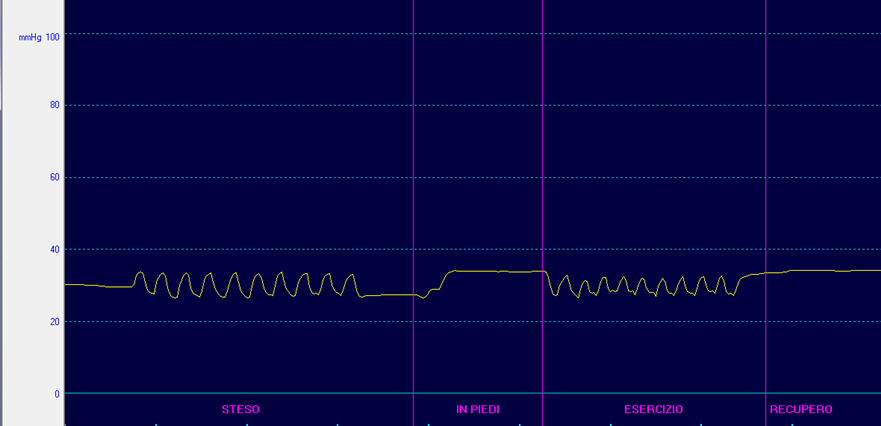 mmHg 100
80
60
40
20
0
STESO IN PIEDI ESERCIZIO RECUPERO